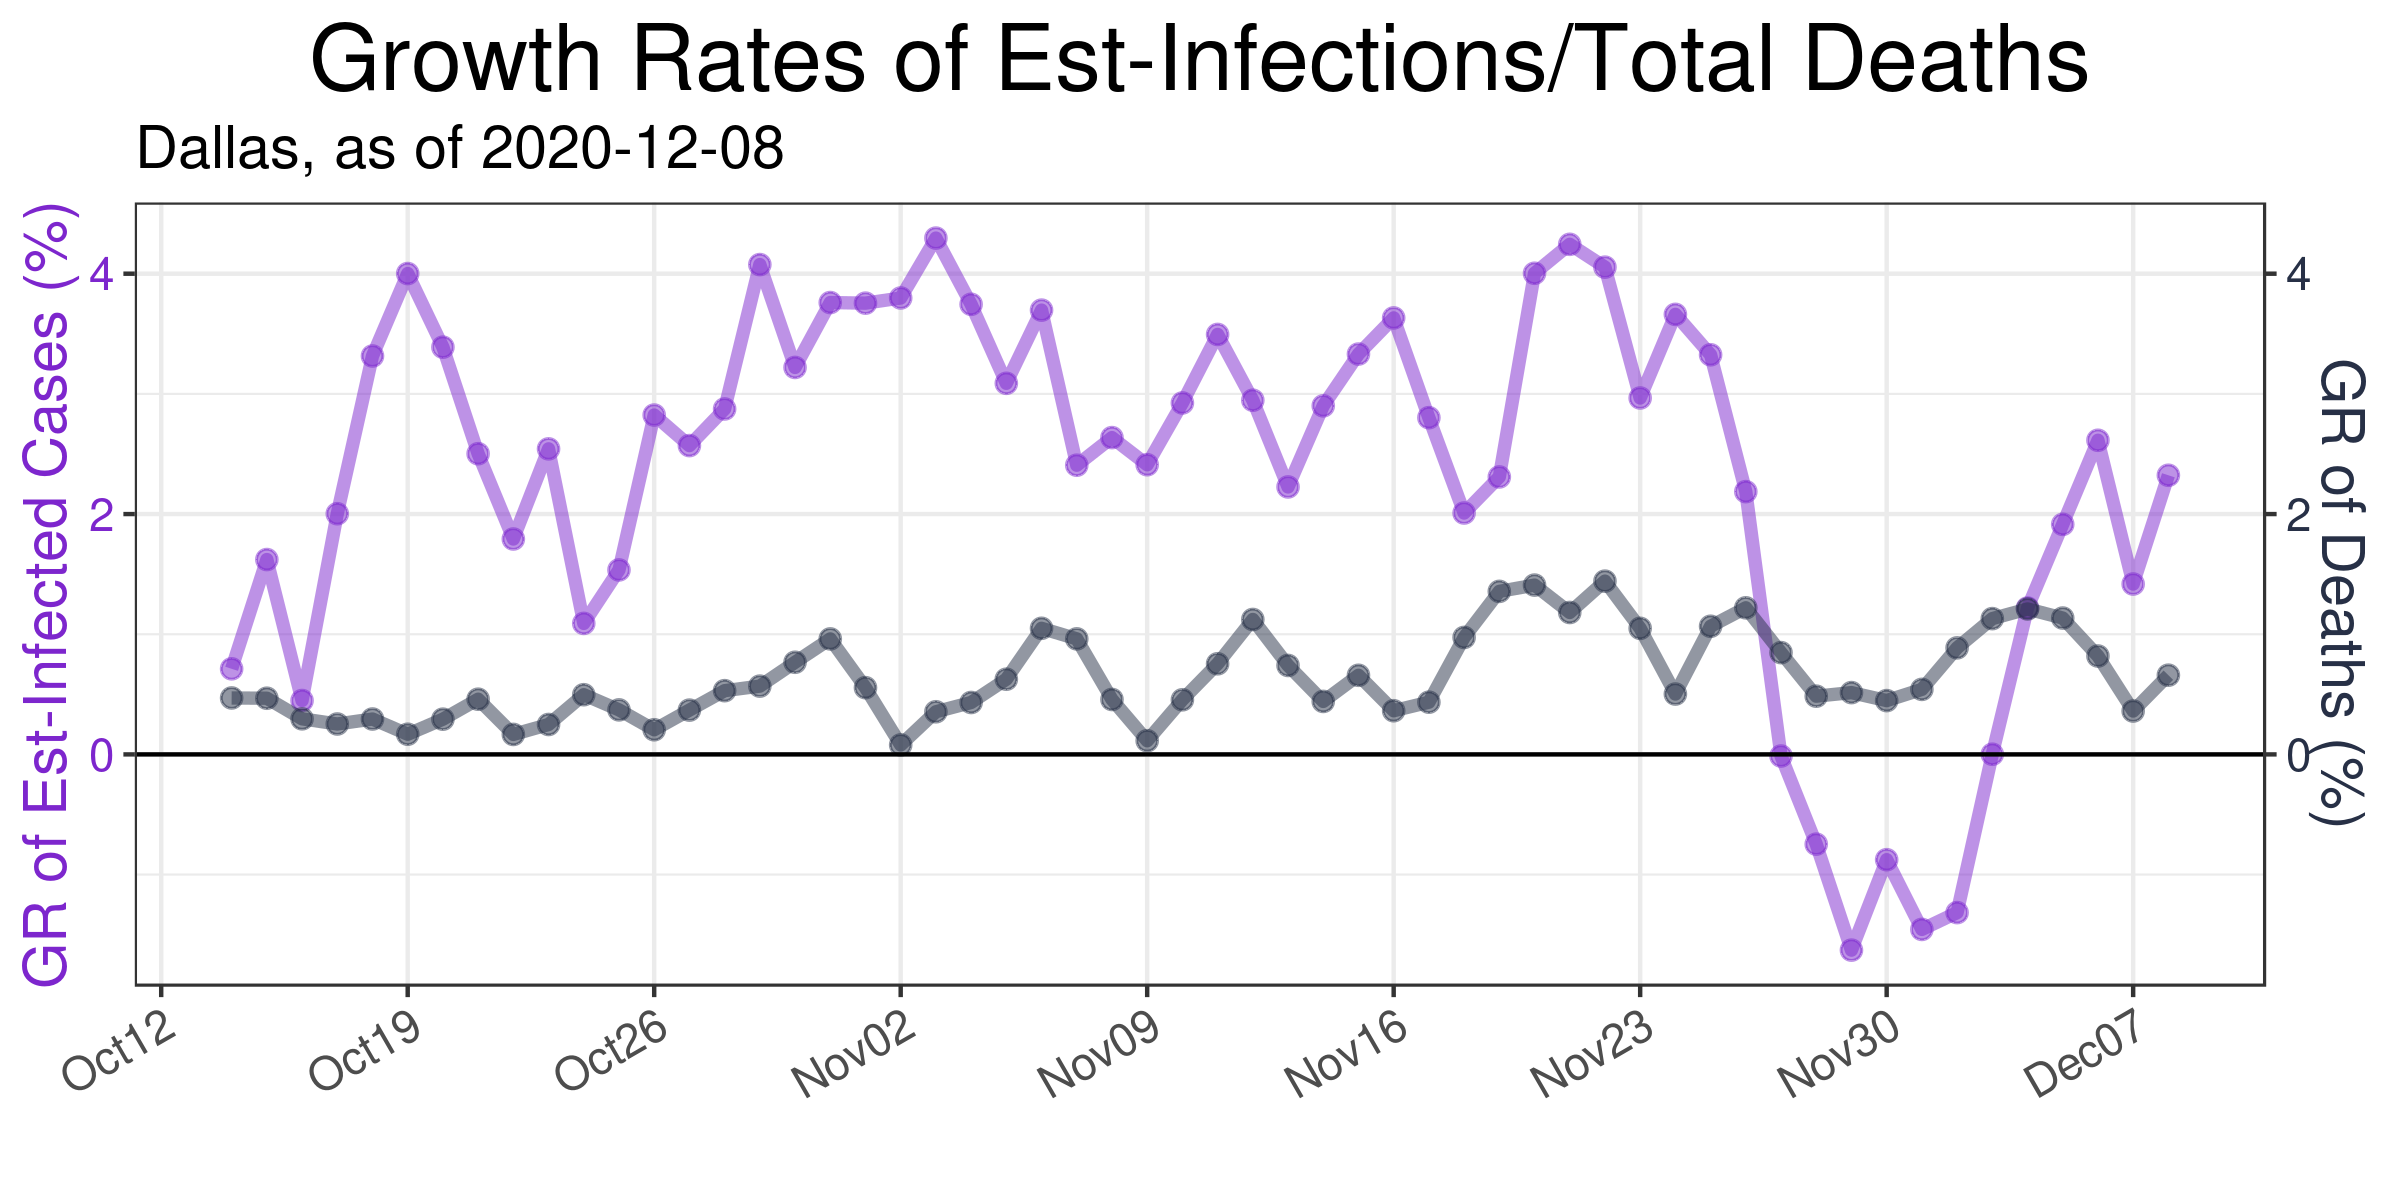 Growth Rates of Est-Infections/Total Deaths
Dallas, as of 2020-12-08
GR of Est-Infected Cases (%)
4
2
0
4
2
0
GR of Deaths (%)
Oct12
Oct19
Oct26
Nov02
Nov09
Nov16
Nov23
Nov30
Dec07